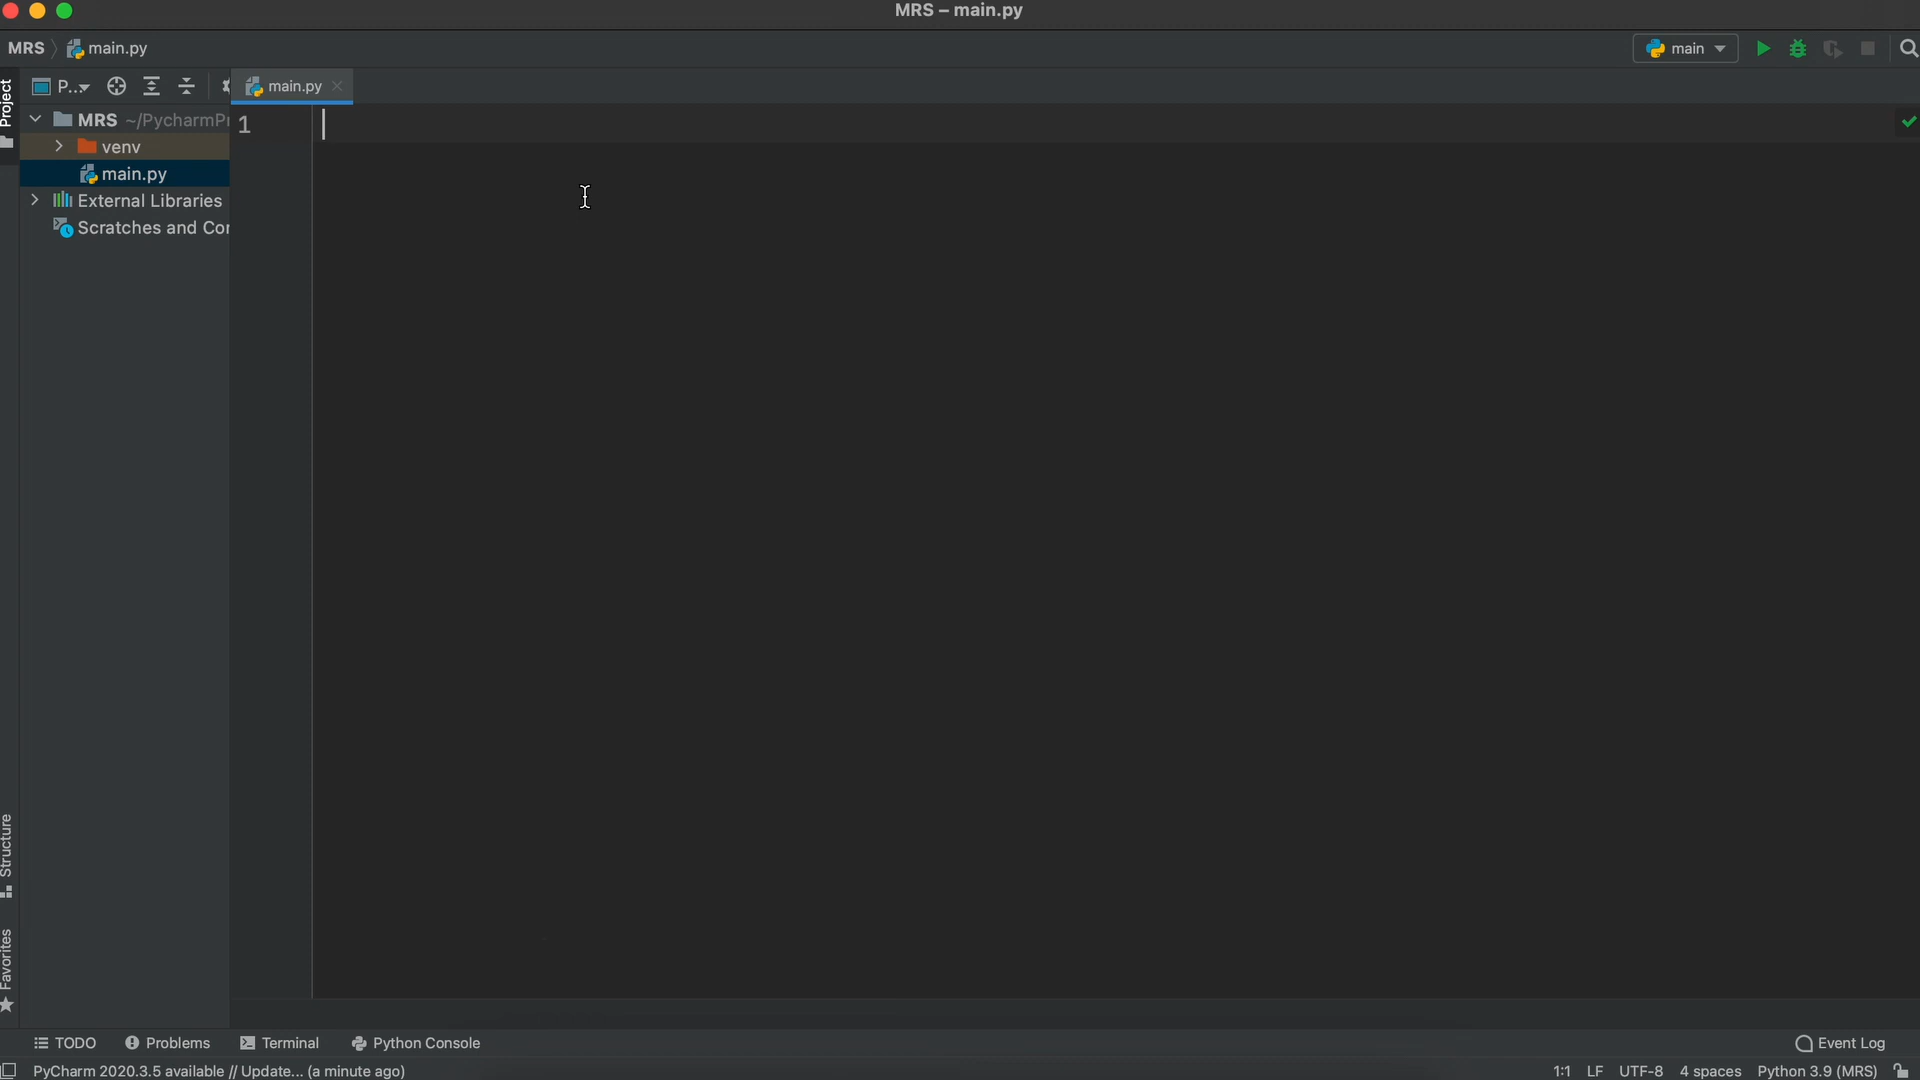 MRS – main.py
MRS main.py
main
Project
P...
main.py
MRS ~/PycharmPr
1
venv
main.py
External Libraries
Scratches and Cor
Structure
Favorites
TODO Problems Terminal Python Console
Event Log
PyCharm 2020.3.5 available // Update... (a minute ago)
1:1 LF UTF-8 4 spaces Python 3.9 (MRS)